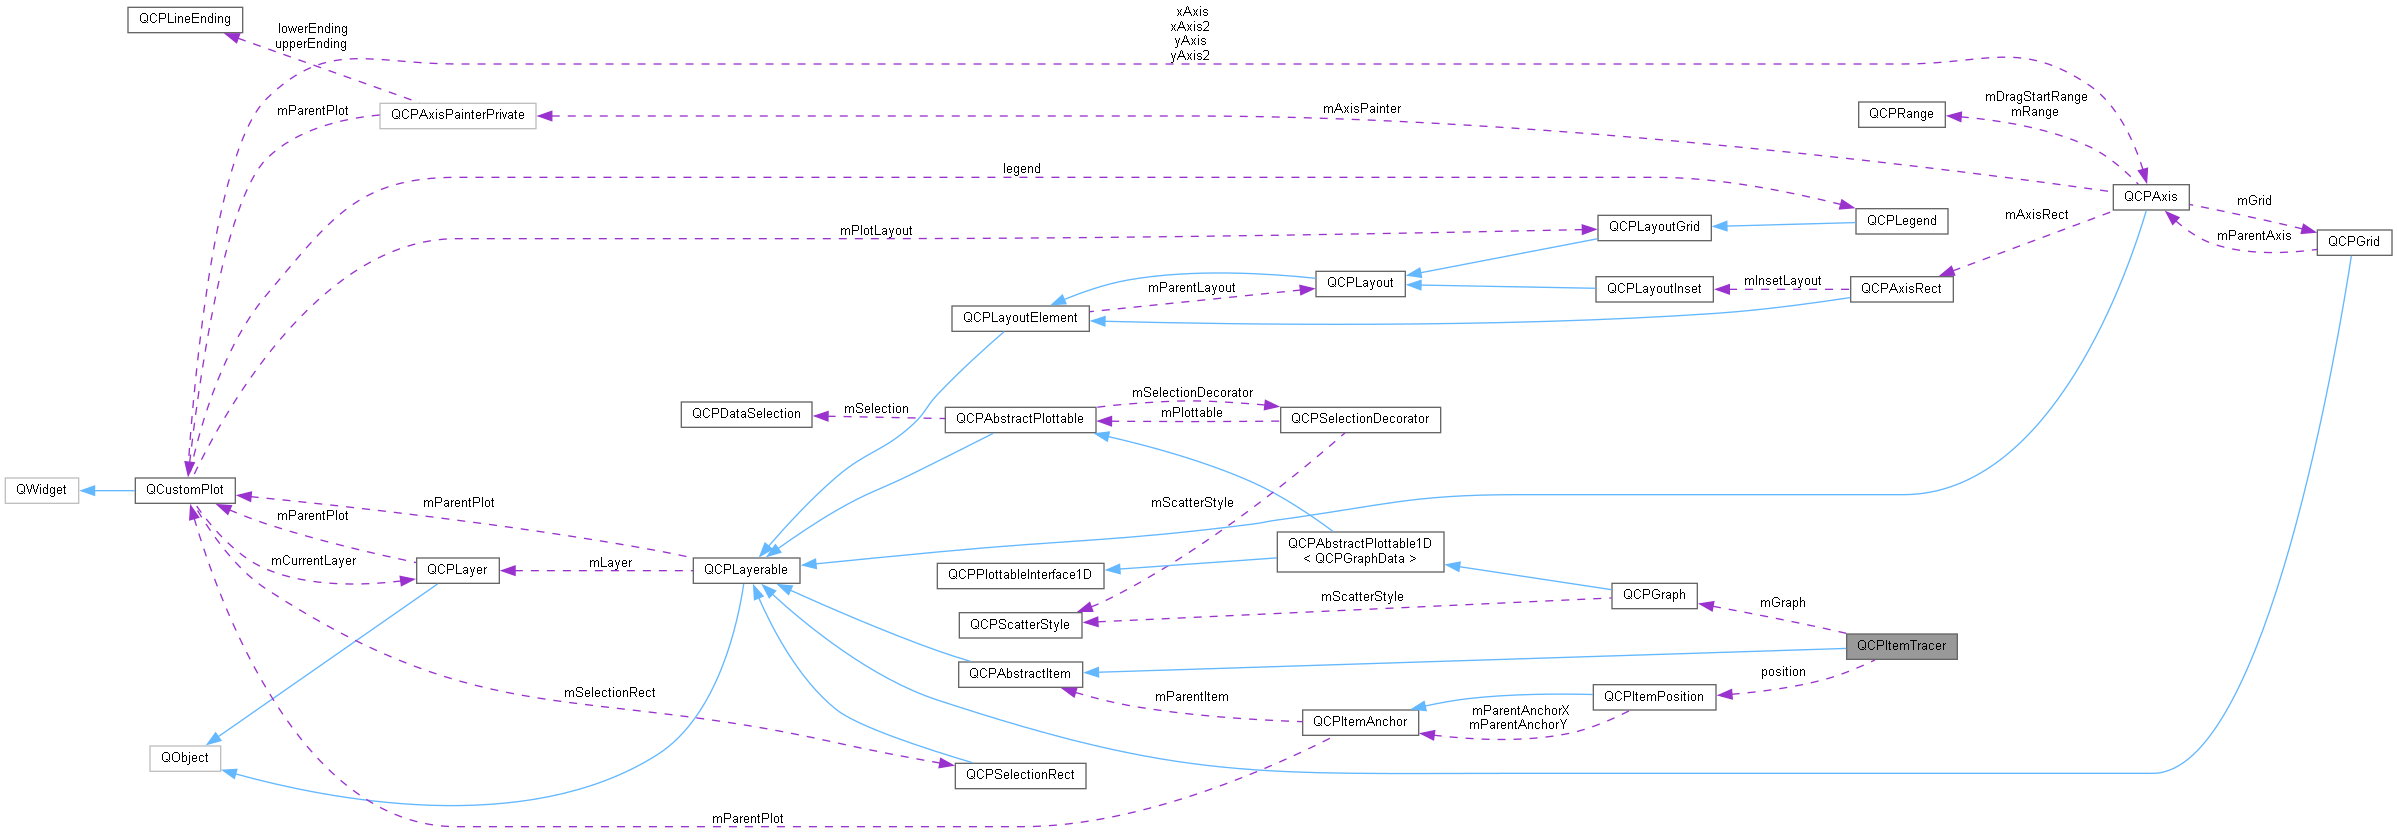 QCPLineEnding
lowerEnding
upperEnding
xAxis
xAxis2
yAxis
yAxis2
mParentPlot
QCPAxisPainterPrivate
mAxisPainter
QCPRange
mDragStartRange
mRange
legend
QCPAxis
mGrid
mAxisRect
QCPLegend
QCPLayoutGrid
mPlotLayout
mParentAxis
QCPGrid
QCPLayout
mParentLayout
QCPLayoutInset
mInsetLayout
QCPAxisRect
QCPLayoutElement
mSelectionDecorator
QCPDataSelection
mSelection
QCPAbstractPlottable
mPlottable
QCPSelectionDecorator
QWidget
QCustomPlot
mParentPlot
mParentPlot
mScatterStyle
mCurrentLayer
QCPLayer
mLayer
QCPLayerable
QCPAbstractPlottable1D
< QCPGraphData >
QCPPlottableInterface1D
mScatterStyle
QCPGraph
mGraph
QCPScatterStyle
QCPItemTracer
QCPAbstractItem
position
mSelectionRect
mParentItem
QCPItemAnchor
mParentAnchorX
mParentAnchorY
QCPItemPosition
QObject
QCPSelectionRect
mParentPlot